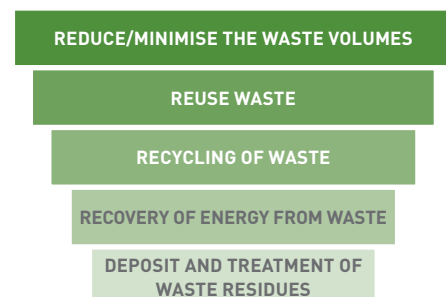 REDUCE/MINIMISE THE WASTE VOLUMES
REUSE WASTE
RECYCLING OF WASTE
RECOVERY OF ENERGY FROM WASTE
DEPOSIT AND TREATMENT OF
WASTE RESIDUES